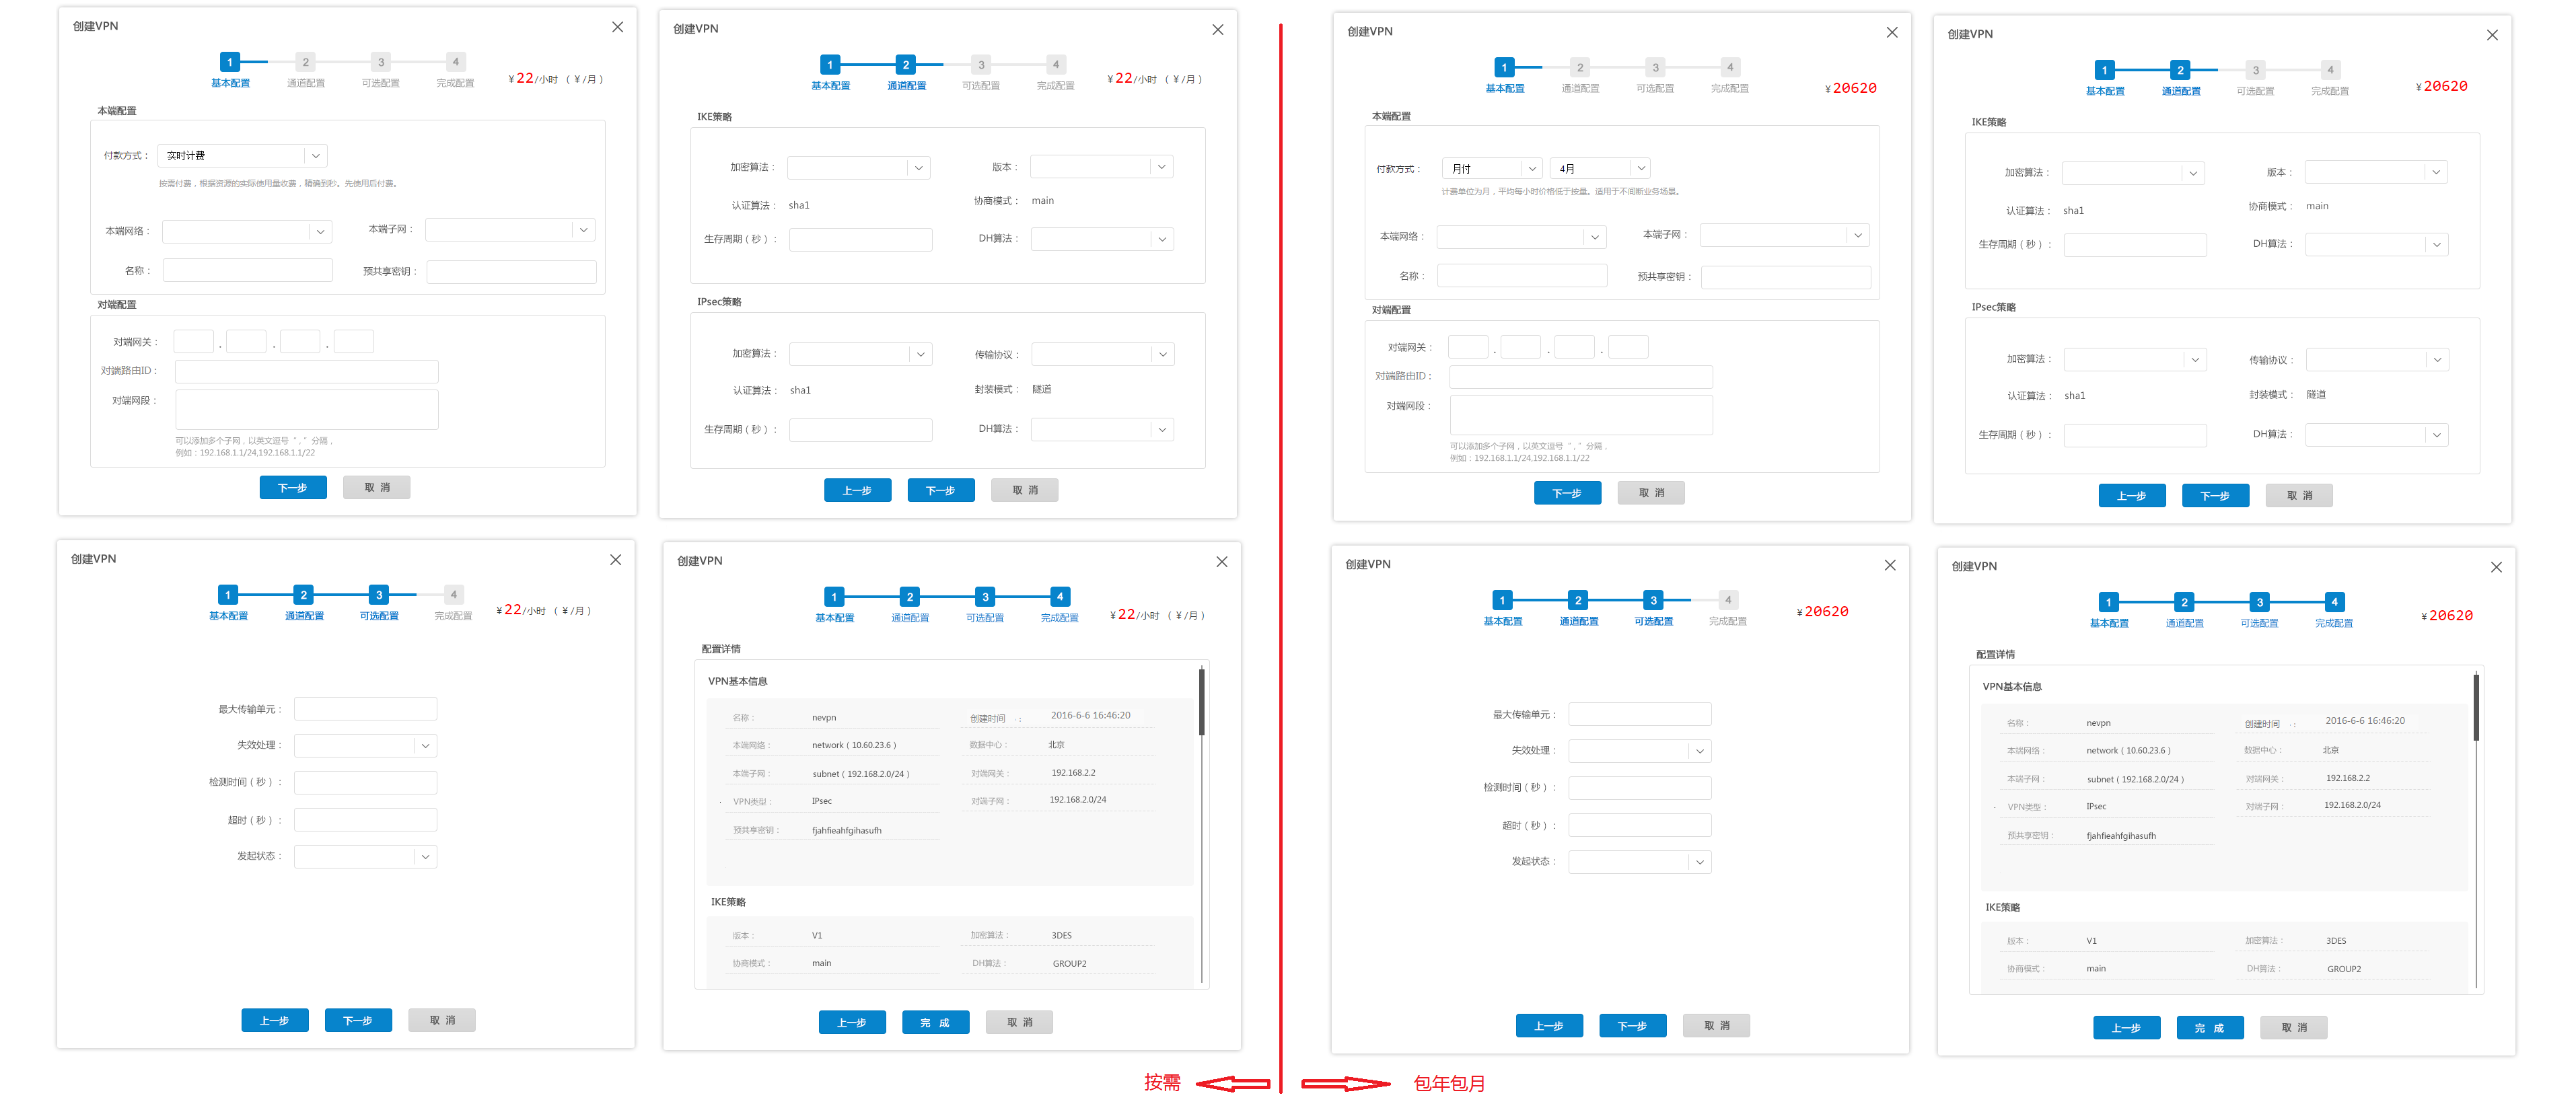 创建VPN
1 2 3 4
基本配置 通道配置 可选配置 完成配置
¥22/小时（¥/月）
本端配置
付款方式： 实时计费
按需付费，根据资源的实际使用量收费，精确到秒。先使用后付费。
本端网络： 本端子网：
名称： 预共享密钥：
对端配置
对端网关： . . .
对端路由ID：
对端网段：
可以添加多个子网，以英文逗号 “，” 分隔，
例如：192.168.1.1/24,192.168.1.1/22
下一步 取 消
创建VPN
1 2 3 4
基本配置 通道配置 可选配置 完成配置
¥22/小时（¥/月）
IKE策略
加密算法： 版本：
认证算法： sha1 协商模式： main
生存周期（秒）： DH算法：
IPsec策略
加密算法： 传输协议：
认证算法： sha1 封装模式： 隧道
生存周期（秒）： DH算法：
上一步 下一步 取 消
创建VPN
1 2 3 4
基本配置 通道配置 可选配置 完成配置
¥20620
本端配置
付款方式： 月付 4月
计费单位为月，平均每小时价格低于按量。适用于不间断业务场景。
本端网络： 本端子网：
名称： 预共享密钥：
对端配置
对端网关： . . .
对端路由ID：
对端网段：
可以添加多个子网，以英文逗号 “，” 分隔，
例如：192.168.1.1/24,192.168.1.1/22
下一步 取 消
创建VPN
1 2 3 4
基本配置 通道配置 可选配置 完成配置
¥20620
IKE策略
加密算法： 版本：
认证算法： sha1 协商模式： main
生存周期（秒）： DH算法：
IPsec策略
加密算法： 传输协议：
认证算法： sha1 封装模式： 隧道
生存周期（秒）： DH算法：
上一步 下一步 取 消
创建VPN
1 2 3 4
基本配置 通道配置 可选配置 完成配置
¥22/小时（¥/月）
最大传输单元：
失效处理：
检测时间（秒）：
超时（秒）：
发起状态：
上一步 下一步 取 消
创建VPN
1 2 3 4
基本配置 通道配置 可选配置 完成配置
¥22/小时（¥/月）
配置详情
VPN基本信息
名称： nevpn 创建时间 ： 2016-6-6 16:46:20
本端网络： network（10.60.23.6） 数据中心： 北京
本端子网： subnet（192.168.2.0/24） 对端网关： 192.168.2.2
VPN类型： IPsec 对端子网： 192.168.2.0/24
预共享密钥： fjahfieahfgihasufh
IKE策略
版本： V1 加密算法： 3DES
协商模式： main DH算法： GROUP2
上一步 完 成 取 消
创建VPN
1 2 3 4
基本配置 通道配置 可选配置 完成配置
¥20620
最大传输单元：
失效处理：
检测时间（秒）：
超时（秒）：
发起状态：
上一步 下一步 取 消
创建VPN
1 2 3 4
基本配置 通道配置 可选配置 完成配置
¥20620
配置详情
VPN基本信息
名称： nevpn 创建时间 ： 2016-6-6 16:46:20
本端网络： network（10.60.23.6） 数据中心： 北京
本端子网： subnet（192.168.2.0/24） 对端网关： 192.168.2.2
VPN类型： IPsec 对端子网： 192.168.2.0/24
预共享密钥： fjahfieahfgihasufh
IKE策略
版本： V1 加密算法： 3DES
协商模式： main DH算法： GROUP2
上一步 完 成 取 消
按需 包年包月